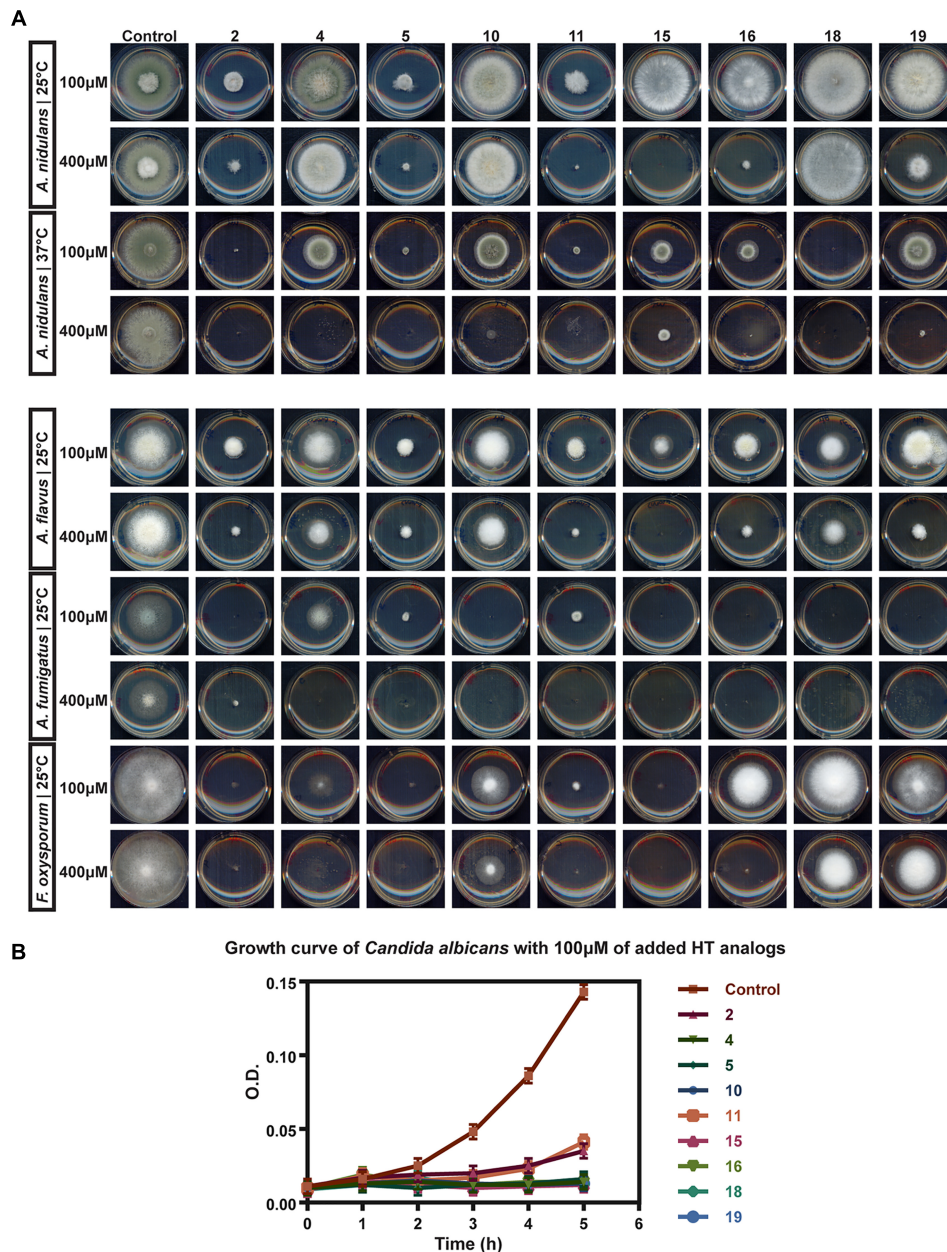 A
Control 2 4 5 10 11 15 16 18 19
A. nidulans | 25°C
100µM
400µM
A. nidulans | 37°C
100µM
400µM
A. flavus | 25°C
100µM
400µM
A. fumigatus | 25°C
100µM
400µM
F. oxysporum | 25°C
100µM
400µM
B
Growth curve of Candida albicans with 100µM of added HT analogs
O.D.
0.15
0.10
0.05
0.00
0 1 2 3 4 5 6
Time (h)
Control
2
4
5
10
11
15
16
18
19